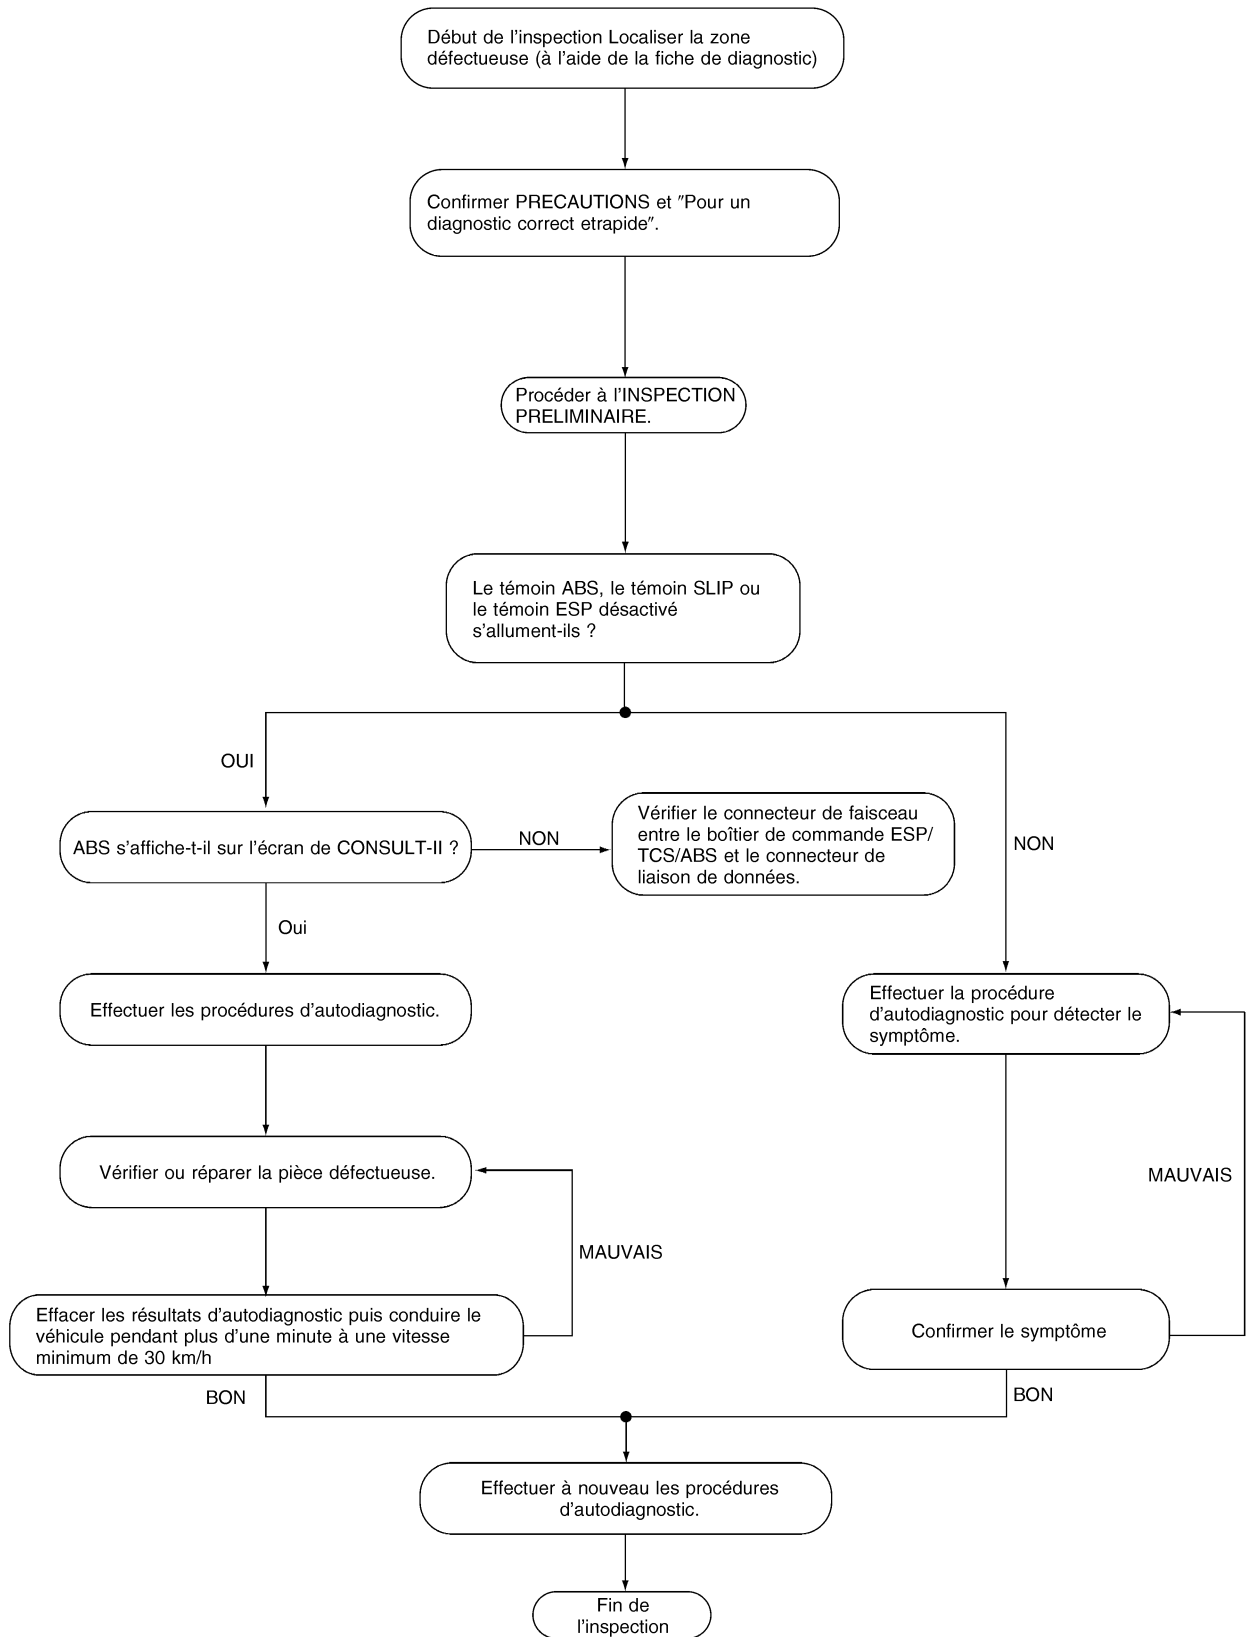 Début de l'inspection Localiser la zone
défectueuse (à l'aide de la fiche de diagnostic)
Confirmer PRECAUTIONS et "Pour un
diagnostic correct etrapide".
Procéder à l'INSPECTION
PRELIMINAIRE.
Le témoin ABS, le témoin SLIP ou
le témoin ESP désactivé
s'allument-ils ?
OUI
ABS s'affiche-t-il sur l'écran de CONSULT-II ?
NON
Vérifier le connecteur de faisceau
entre le boîtier de commande ESP/
TCS/ABS et le connecteur de
liaison de données.
NON
Oui
Effectuer les procédures d'autodiagnostic.
Effectuer la procédure
d'autodiagnostic pour détecter le
symptôme.
Vérifier ou réparer la pièce défectueuse.
MAUVAIS
MAUVAIS
Effacer les résultats d'autodiagnostic puis conduire le
véhicule pendant plus d'une minute à une vitesse
minimum de 30 km/h
Confirmer le symptôme
BON
BON
Effectuer à nouveau les procédures
d'autodiagnostic.
Fin de
l'inspection